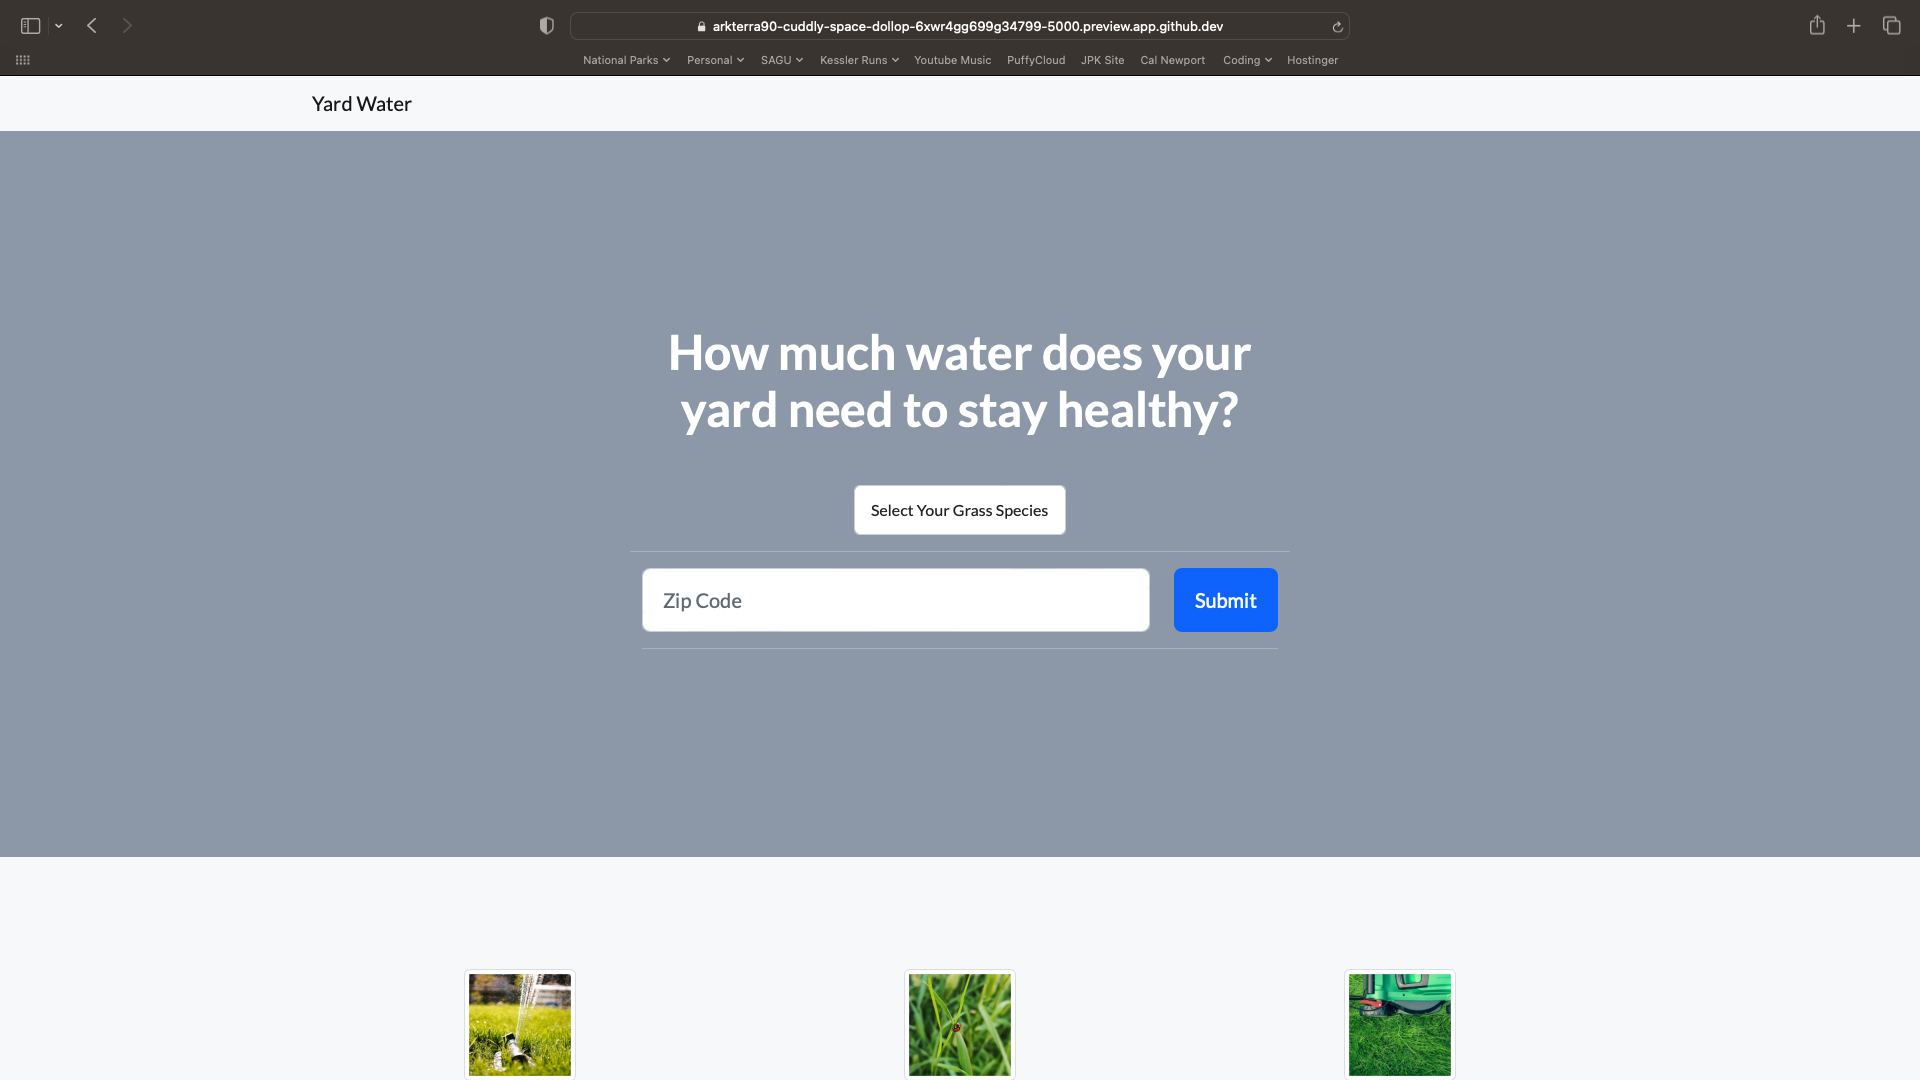 arkterra90-cuddly-space-dollop-6xwr4gg699g34799-5000.preview.app.github.dev
National Parks Personal SAGU Kessler Runs Youtube Music PuffyCloud JPK Site Cal Newport Coding Hostinger
Yard Water
How much water does your
yard need to stay healthy?
Select Your Grass Species
Zip Code Submit